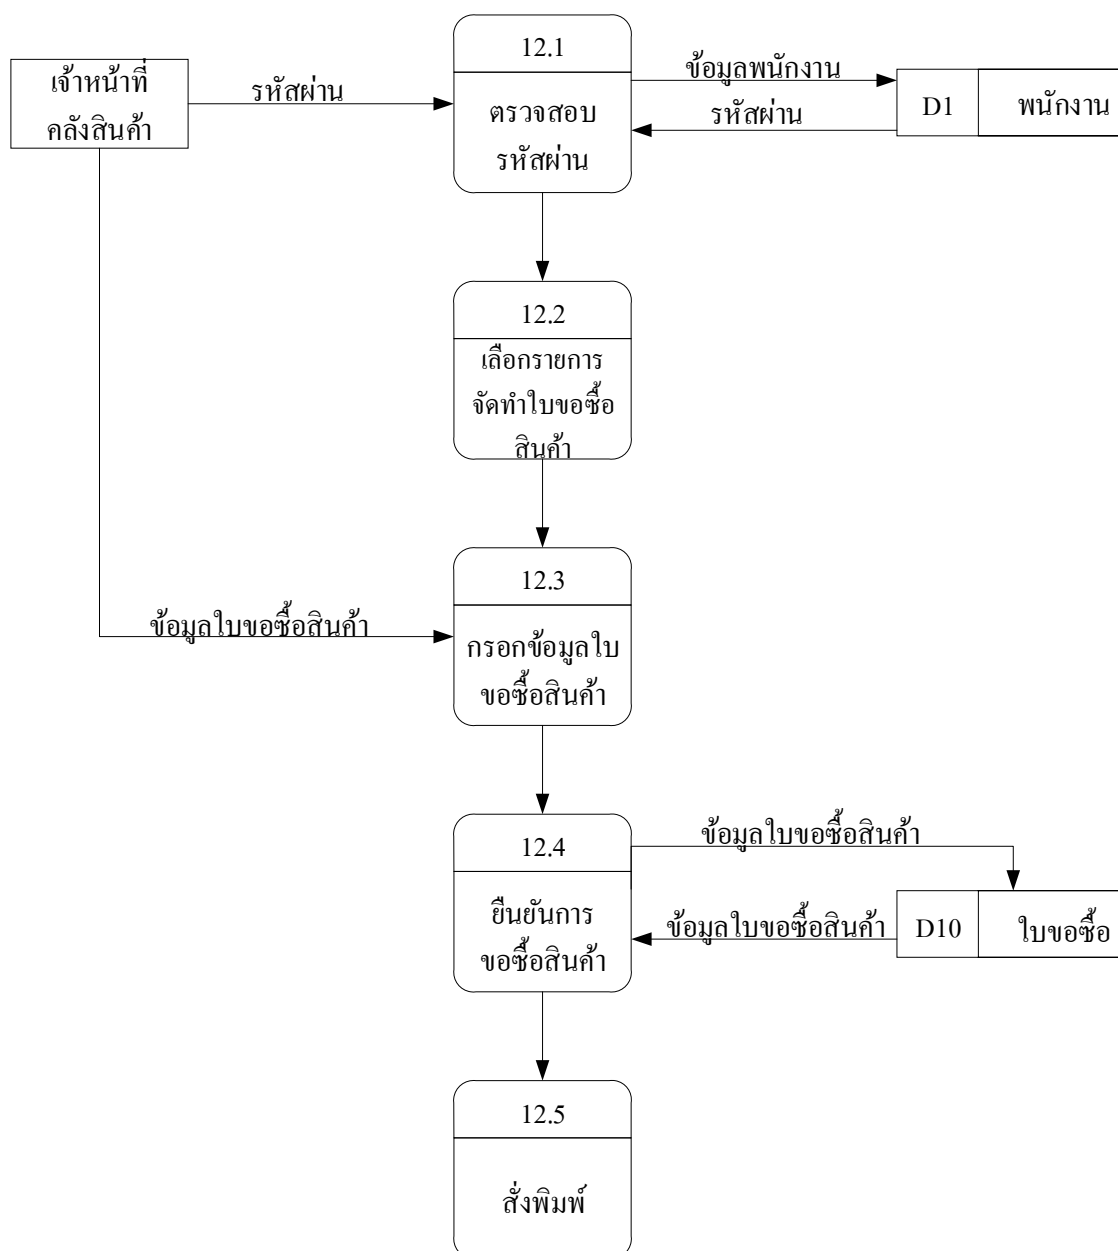 12.1
เจ้าหน้าที่
คลังสินค้า
รหัสผ่าน
ตรวจสอบ
รหัสผ่าน
ข้อมูลพนักงาน
รหัสผ่าน
D1
พนักงาน
12.2
เลือกรายการ
จัดทำใบขอซื้อ
สินค้า
12.3
ข้อมูลใบขอซื้อสินค้า
กรอกข้อมูลใบ
ขอซื้อสินค้า
12.4
ข้อมูลใบขอซื้อสินค้า
ยืนยันการ
ขอซื้อสินค้า
ข้อมูลใบขอซื้อสินค้า
D10
ใบขอซื้อ
12.5
สั่งพิมพ์